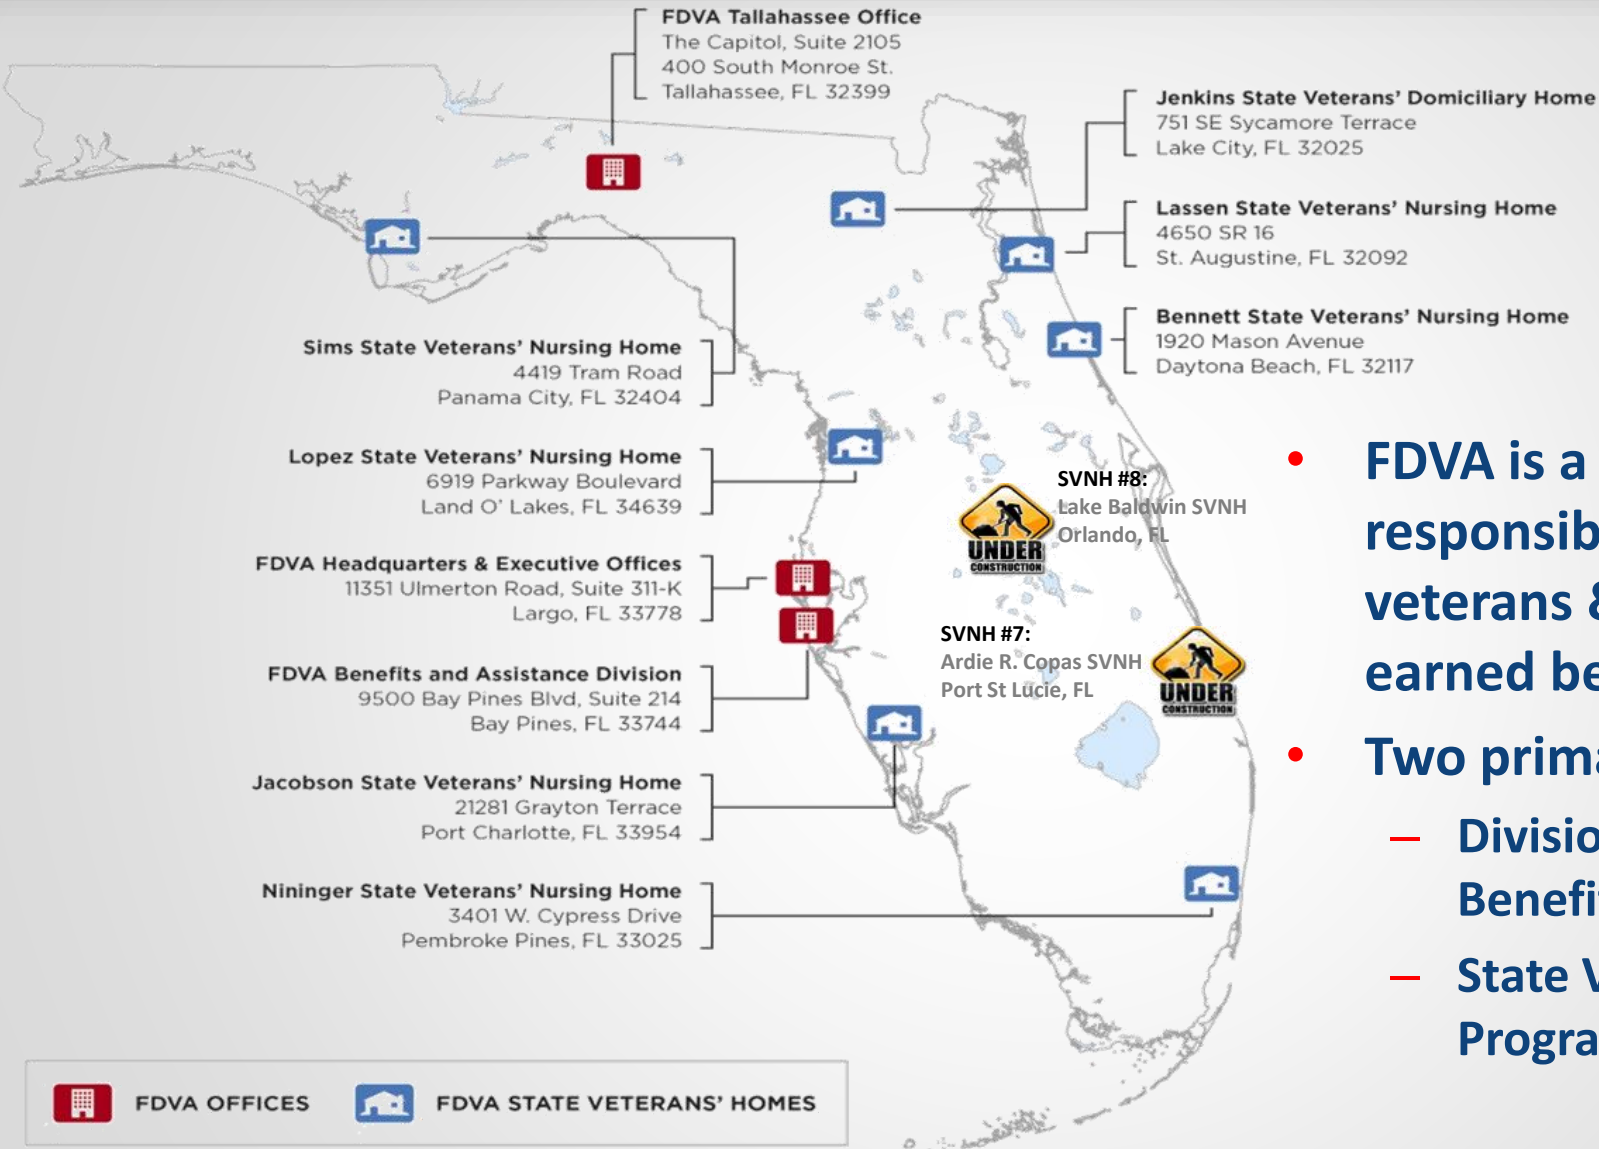 FDVA Tallahassee Office
The Capitol, Suite 2105
400 South Monroe St.
Tallahassee, FL 32399
Jenkins State Veterans' Domiciliary Home
751 SE Sycamore Terrace
Lake City, FL 32025
Lassen State Veterans' Nursing Home
4650 SR 16
St. Augustine, FL 32092
Bennett State Veterans' Nursing Home
1920 Mason Avenue
Daytona Beach, FL 32117
Sims State Veterans' Nursing Home
4419 Tram Road
Panama City, FL 32404
Lopez State Veterans' Nursing Home
6919 Parkway Boulevard
Land O' Lakes, FL 34639
FDVA Headquarters & Executive Offices
11351 Ulmerton Road, Suite 311-K
Largo, FL 33778
FDVA Benefits and Assistance Division
9500 Bay Pines Blvd, Suite 214
Bay Pines, FL 33744
Jacobson State Veterans' Nursing Home
21281 Grayton Terrace
Port Charlotte, FL 33954
Nininger State Veterans' Nursing Home
3401 W. Cypress Drive
Pembroke Pines, FL 33025
SVNH #8:
Lake Baldwin SVNH
Orlando, FL
UNDER
CONSTRUCTION
SVNH #7:
Ardie R. Copas SVNH
Port St Lucie, FL
UNDER
CONSTRUCTION
• FDVA is a
responsib
veterans &
earned be
• Two prima
– Divisio
Benefi
– State V
Progra
FDVA OFFICES
FDVA STATE VETERANS' HOMES